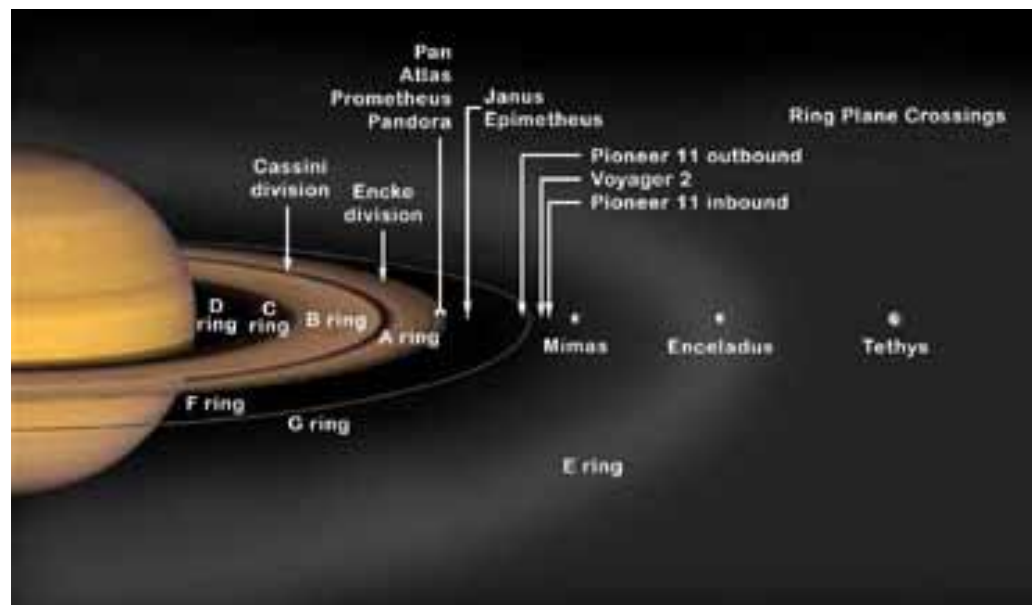 Pan
Atlas
Prometheus
Pandora
Janus
Epimetheus
Ring Plane Crossings
Pioneer 11 outbound
Voyager 2
Pioneer 11 inbound
Cassini
division
Encke
division
D
ring
C
ring
B ring
A ring
Mimas
Enceladus
Tethys
F ring
G ring
E ring